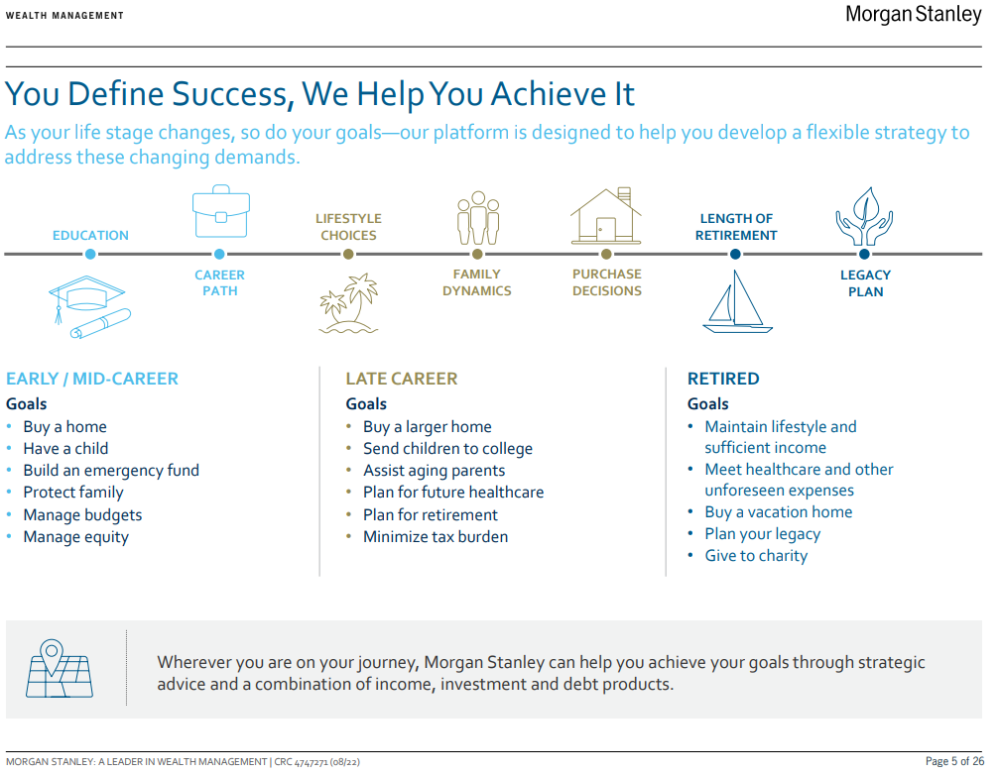 WEALTH MANAGEMENT
Morgan Stanley
You Define Success, We Help You Achieve It
As your life stage changes, so do your goals—our platform is designed to help you develop a flexible strategy to
address these changing demands.
EDUCATION
CAREER
PATH
LIFESTYLE
CHOICES
FAMILY
DYNAMICS
PURCHASE
DECISIONS
LENGTH OF
RETIREMENT
LEGACY
PLAN
EARLY / MID-CAREER
Goals
• Buy a home
• Have a child
• Build an emergency fund
• Protect family
• Manage budgets
• Manage equity
LATE CAREER
Goals
• Buy a larger home
• Send children to college
• Assist aging parents
• Plan for future healthcare
• Plan for retirement
• Minimize tax burden
RETIRED
Goals
• Maintain lifestyle and
sufficient income
• Meet healthcare and other
unforeseen expenses
• Buy a vacation home
• Plan your legacy
• Give to charity
Wherever you are on your journey, Morgan Stanley can help you achieve your goals through strategic
advice and a combination of income, investment and debt products.
MORGAN STANLEY: A LEADER IN WEALTH MANAGEMENT | CRC 4747271 (08/22)
Page 5 of 26